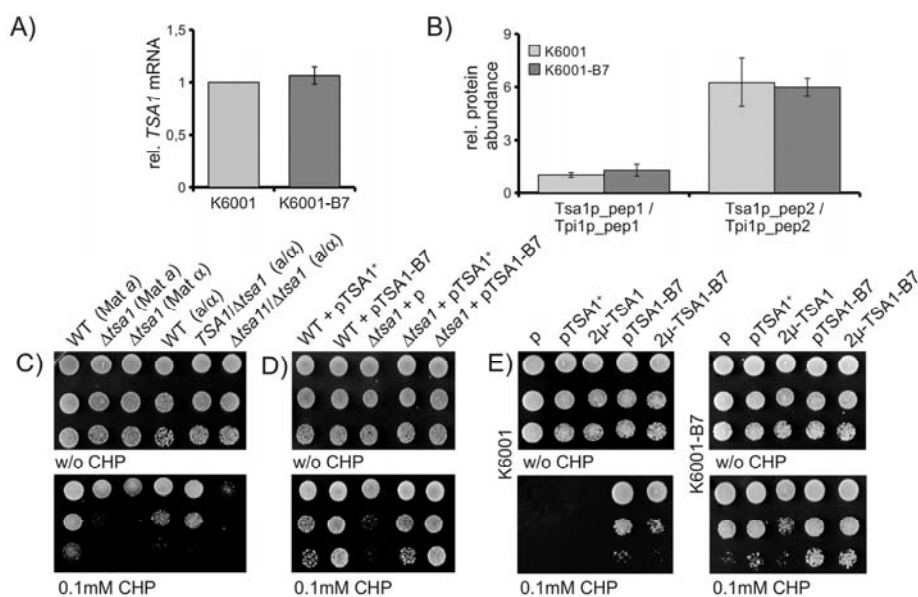 A)
rel. TSA1 mRNA
1,5
1
0,5
0
K6001
K6001-B7
B)
rel. protein
abundance
9
6
3
0
K6001
K6001-B7
Tsa1p_pep1 /
Tpi1p_pep1
Tsa1p_pep2 /
Tpi1p_pep2
C)
WT (Mat a)
Δtsa1 (Mat a)
Δtsa1 (Mat α)
WT (a/α)
TSA1/Δtsa1 (a/α)
Δtsa11/Δtsa1 (a/α)
w/o CHP
0.1mM CHP
D)
WT + pTSA1⁺
WT + pTSA1-B7
Δtsa1 + p
Δtsa1 + pTSA1⁺
Δtsa1 + pTSA1-B7
w/o CHP
0.1mM CHP
E)
K6001
p
pTSA1⁺
2μ-TSA1
pTSA1-B7
2μ-TSA1-B7
w/o CHP
0.1mM CHP
K6001-B7
p
pTSA1⁺
2μ-TSA1
pTSA1-B7
2μ-TSA1-B7
w/o CHP
0.1mM CHP